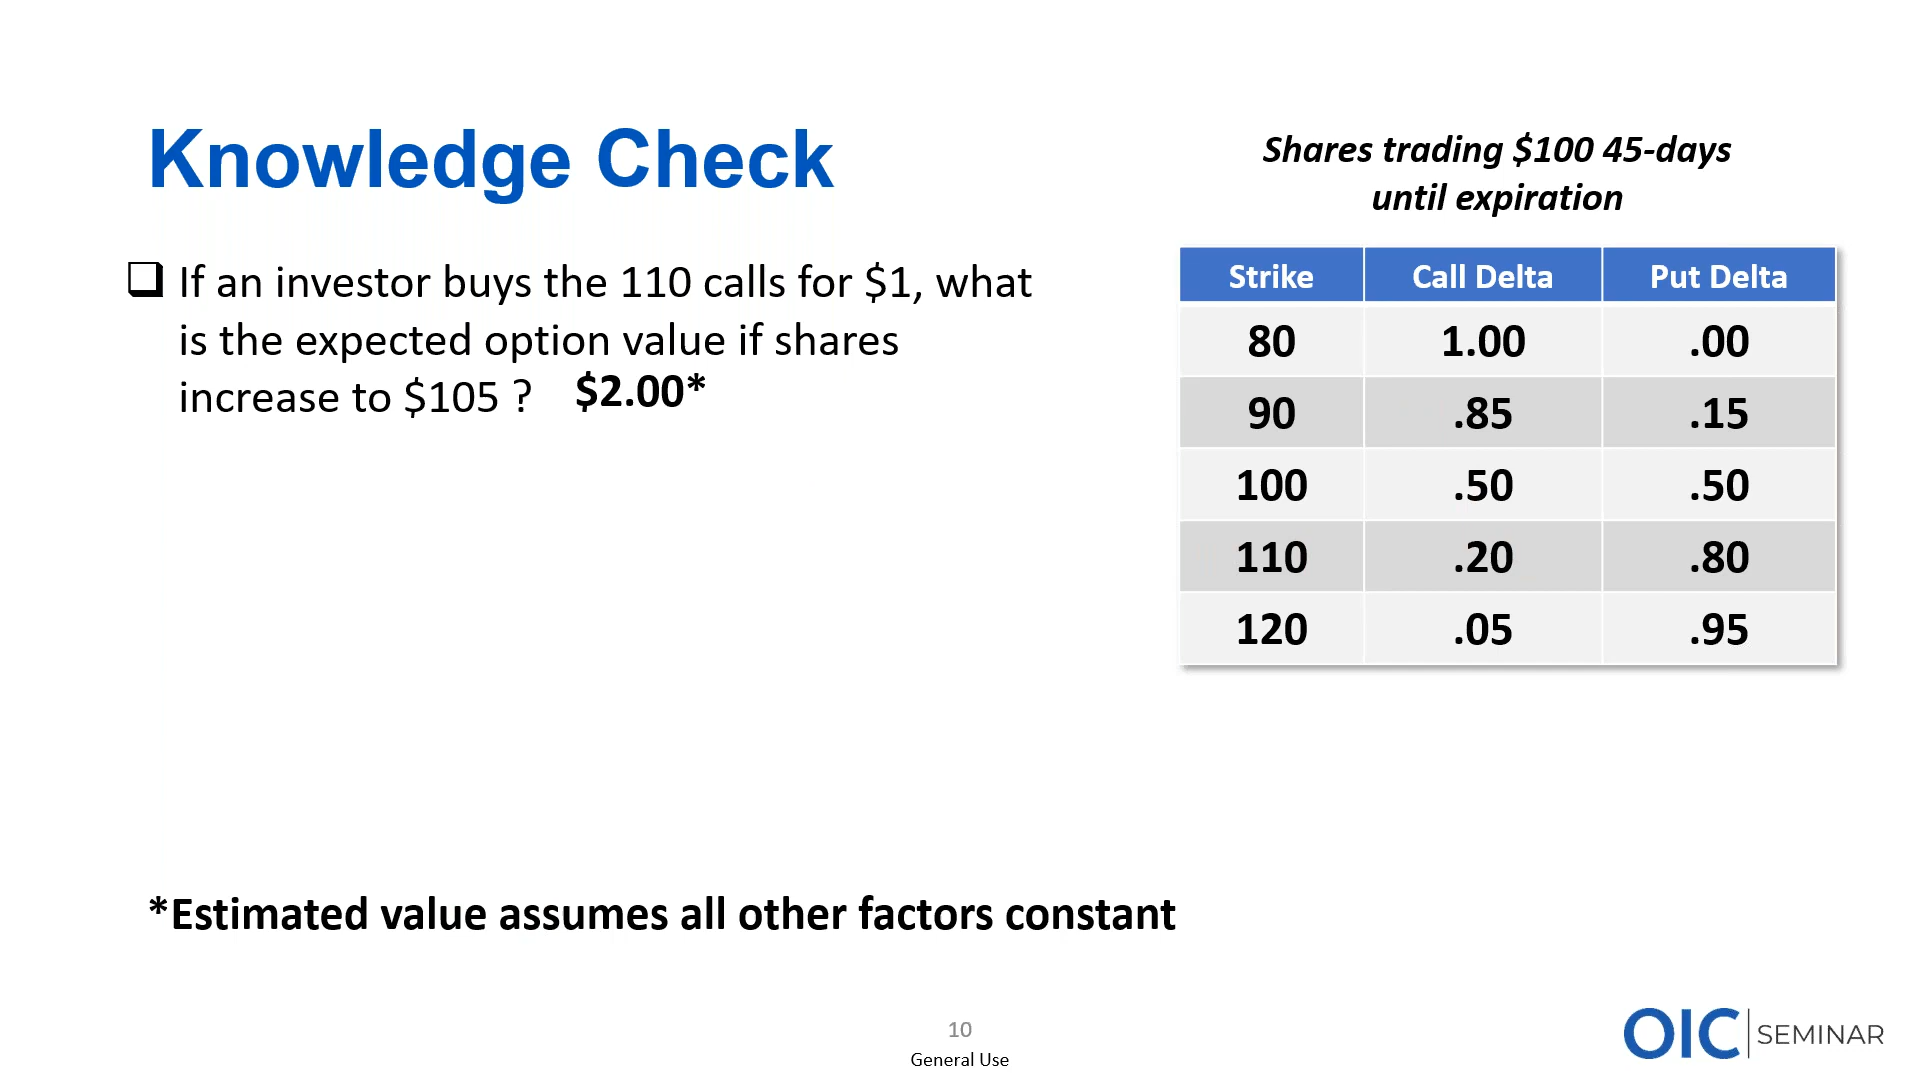 Knowledge Check
❑ If an investor buys the 110 calls for $1, what
is the expected option value if shares
increase to $105 ? $2.00*
Shares trading $100 45-days
until expiration
Strike Call Delta Put Delta
80 1.00 .00
90 .85 .15
100 .50 .50
110 .20 .80
120 .05 .95
*Estimated value assumes all other factors constant
10
General Use
OIC SEMINAR